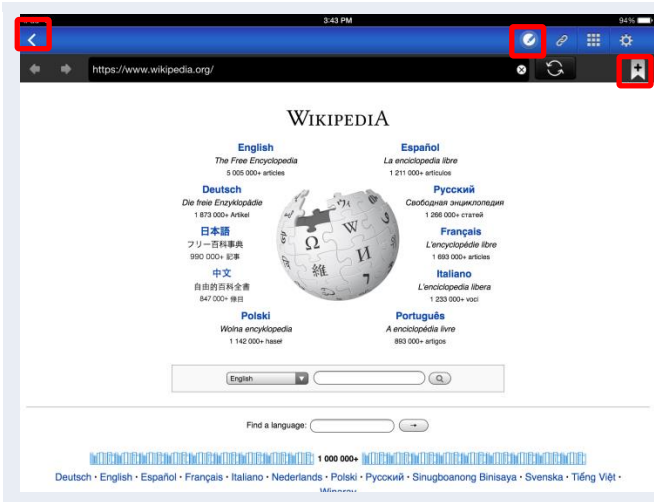 3:43 PM
94%
https://www.wikipedia.org/
WIKIPEDIA
English
The Free Encyclopedia
5 005 000+ articles
Español
La enciclopedia libre
1 211 000+ artículos
Deutsch
Die freie Enzyklopädie
1 873 000+ Artikel
Русский
Свободная энциклопедия
1 266 000+ статей
日本語
フリー百科事典
990 000+ 記事
Français
L'encyclopédie libre
1 693 000+ articles
中文
自由的百科全書
847 000+ 條目
Italiano
L'enciclopedia libera
1 233 000+ voci
Polski
Wolna encyklopedia
1 142 000+ haseł
Português
A enciclopédia livre
893 000+ artigos
Ω W И 維 7
English
Find a language:
1 000 000+
Deutsch · English · Español · Français · Italiano · Nederlands · Polski · Русский · Sinugboanong Binisaya · Svenska · Tiếng Việt ·